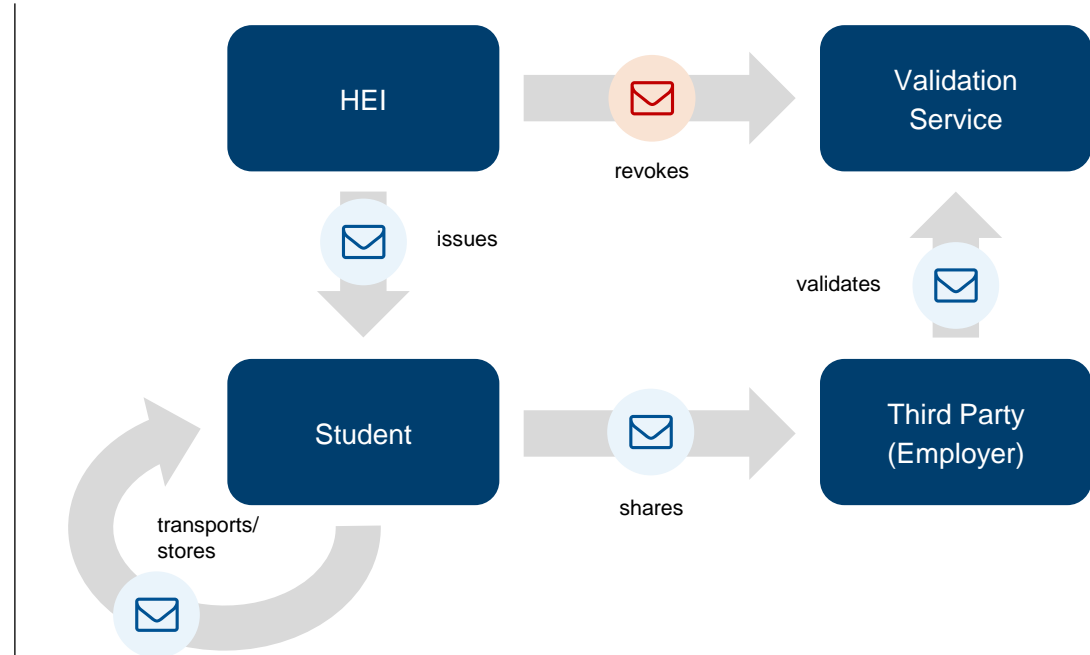 HEI
Validation
Service
revokes
issues
validates
Student
Third Party
(Employer)
shares
transports/
stores